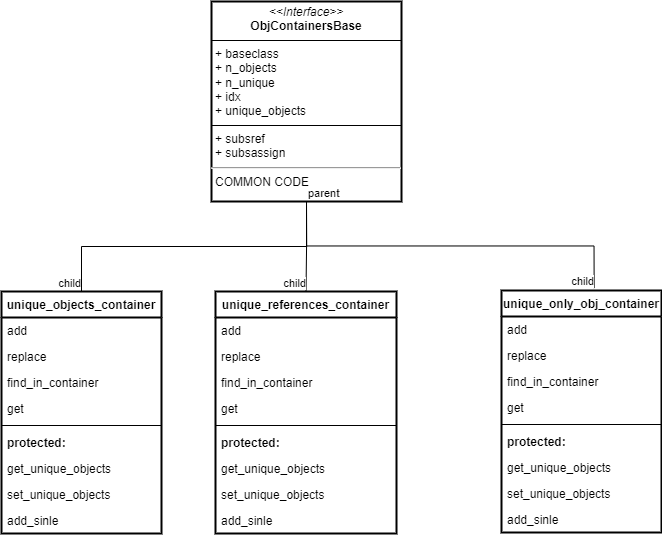 <<Interface>>
ObjContainersBase
+ baseclass
+ n_objects
+ n_unique
+ idx
+ unique_objects
+ subsref
+ subsassign
COMMON CODE
parent
child
unique_objects_container
add
replace
find_in_container
get
protected:
get_unique_objects
set_unique_objects
add_sinle
child
unique_references_container
add
replace
find_in_container
get
protected:
get_unique_objects
set_unique_objects
add_sinle
child
unique_only_obj_container
add
replace
find_in_container
get
protected:
get_unique_objects
set_unique_objects
add_sinle